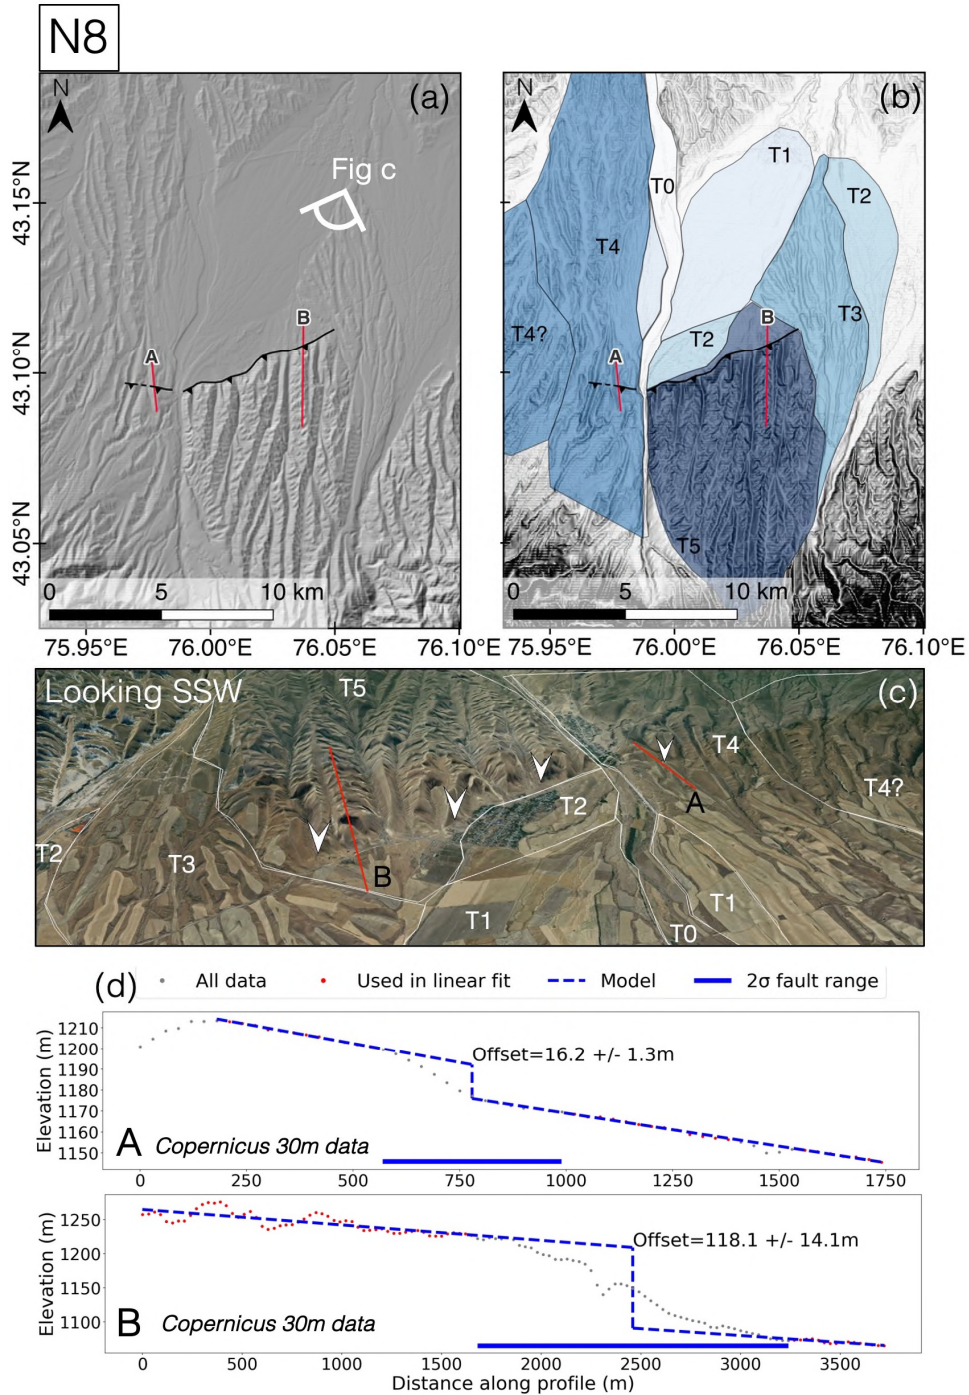 N8
N
(a)
Fig c
A
B
43.15°N
43.10°N
43.05°N
0 5 10 km
75.95°E 76.00°E 76.05°E 76.10°E
N
(b)
T1
T0
T2
T4
T3
T4?
T2
A
B
T5
0 5 10 km
75.95°E 76.00°E 76.05°E 76.10°E
Looking SSW
(c)
T5
T4
T4?
T2
A
T2
T3
B
T1
T1
T0
(d)
All data
Used in linear fit
Model
2σ fault range
Elevation (m)
1210
1200
1190
1180
1170
1160
1150
Offset=16.2 +/- 1.3m
A Copernicus 30m data
0 250 500 750 1000 1250 1500 1750
Elevation (m)
1250
1200
1150
1100
Offset=118.1 +/- 14.1m
B Copernicus 30m data
0 500 1000 1500 2000 2500 3000 3500
Distance along profile (m)